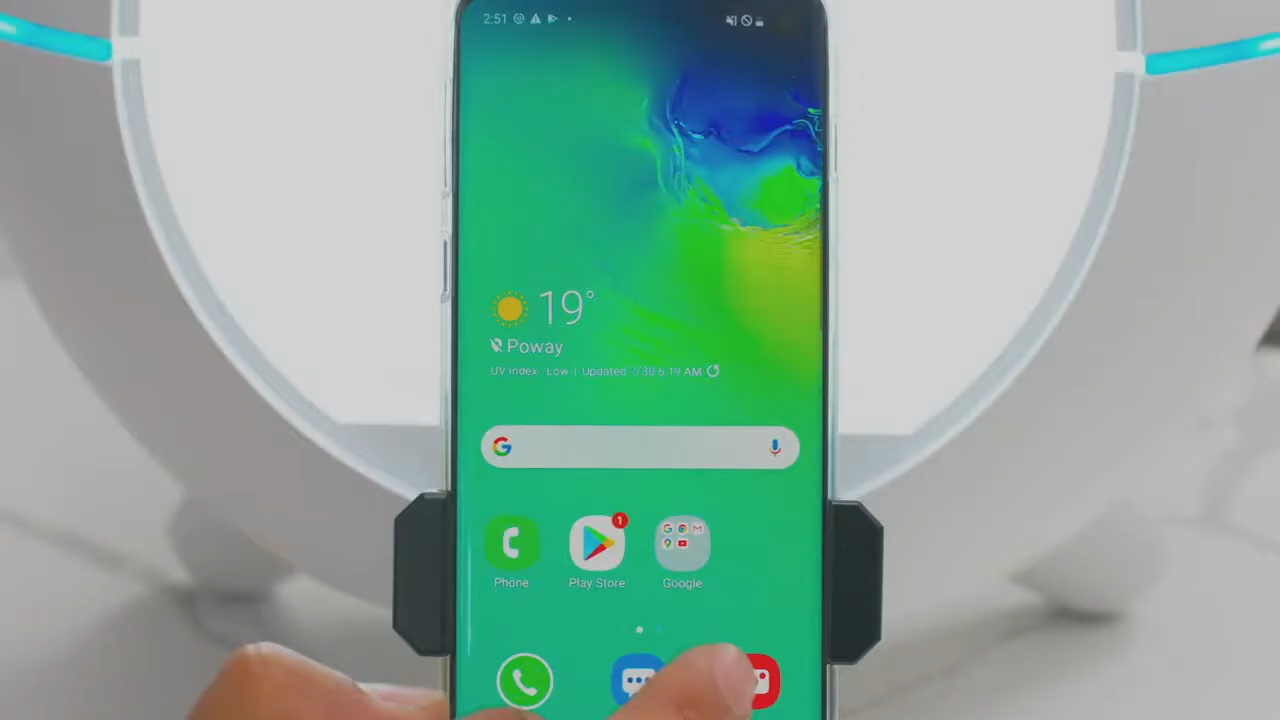 2:51
19°
Poway
UV index Low | Updated 7/30 6:19 AM
1
Phone
Play Store
Google